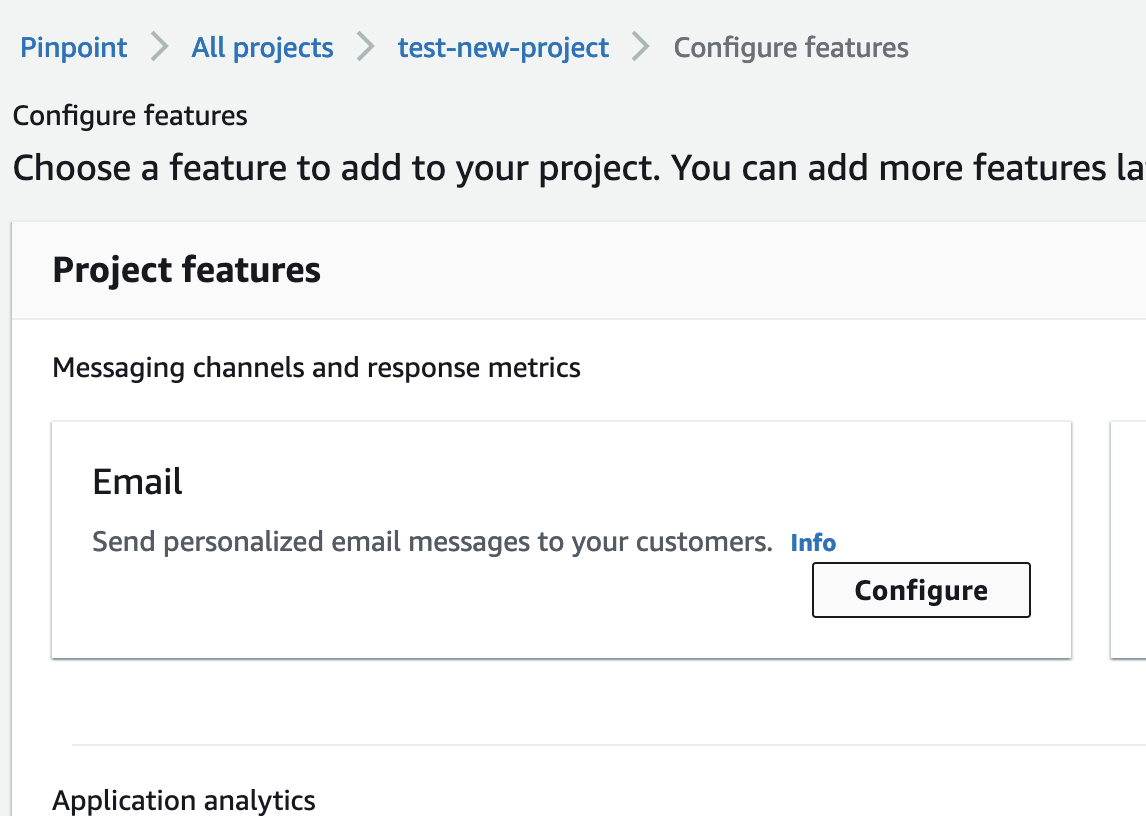 Pinpoint > All projects > test-new-project > Configure features
Configure features
Choose a feature to add to your project. You can add more features
Project features
Messaging channels and response metrics
Email
Send personalized email messages to your customers. Info
Configure
Application analytics